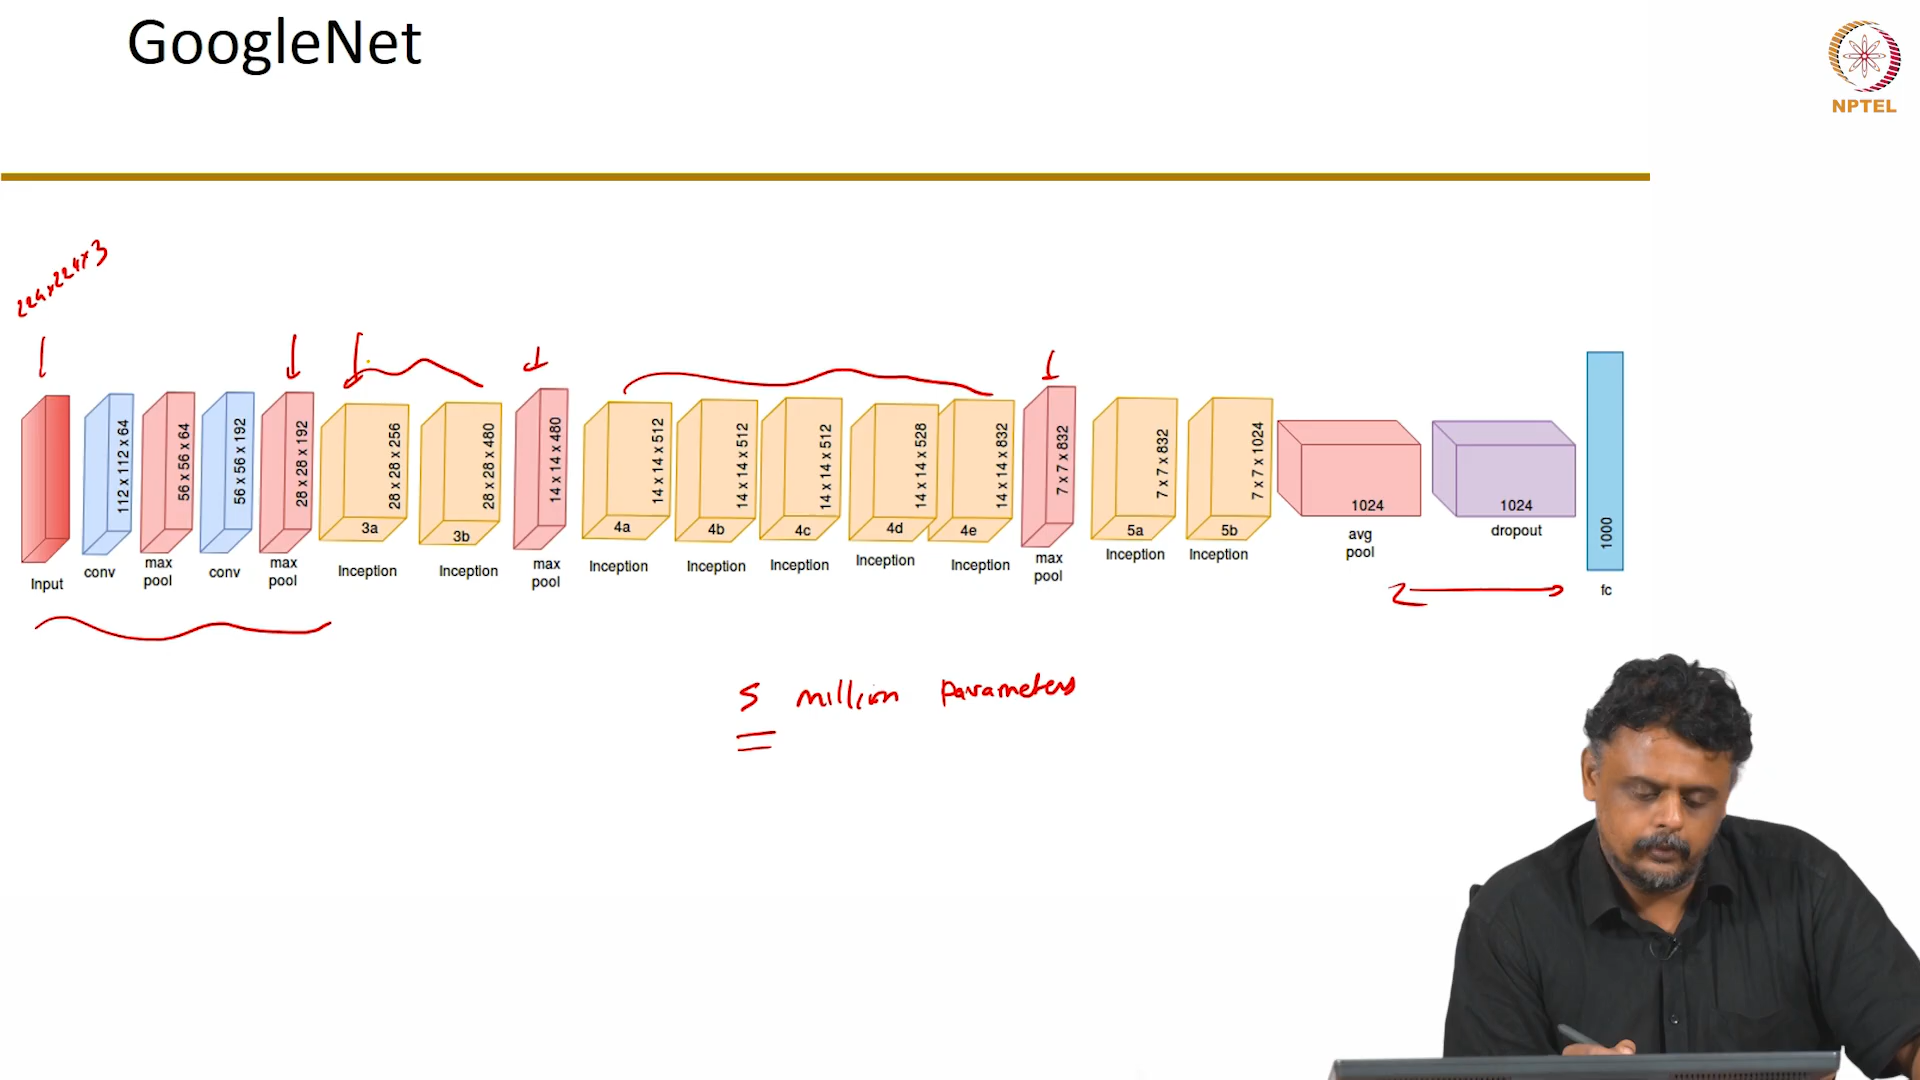 GoogleNet
NPTEL
224x224x3
112 x 112 x 64
56 x 56 x 64
56 x 56 x 192
28 x 28 x 192
28 x 28 x 256
28 x 28 x 480
14 x 14 x 480
14 x 14 x 512
14 x 14 x 512
14 x 14 x 512
14 x 14 x 528
14 x 14 x 832
7 x 7 x 832
7 x 7 x 832
7 x 7 x 1024
1024
1024
1000
3a
3b
4a
4b
4c
4d
4e
5a
5b
Input
conv
max
pool
conv
max
pool
Inception
Inception
max
pool
Inception
Inception
Inception
Inception
Inception
max
pool
Inception
Inception
avg
pool
dropout
fc
5 million parameters